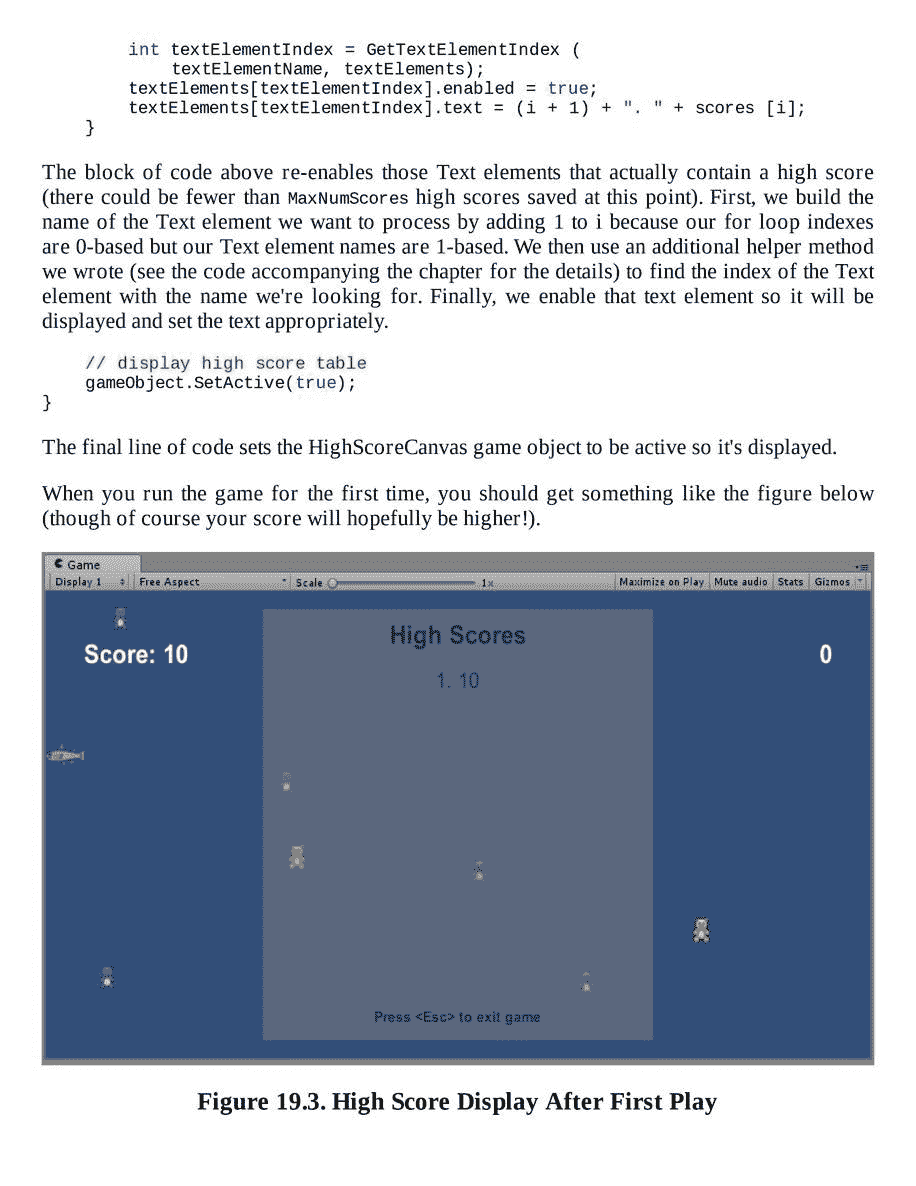 int textElementIndex = GetTextElementIndex (
textElementName, textElements);
textElements[textElementIndex].enabled = true;
textElements[textElementIndex].text = (i + 1) + ". " + scores [i];
}
The block of code above re-enables those Text elements that actually contain a high score
(there could be fewer than MaxNumScores high scores saved at this point). First, we build the
name of the Text element we want to process by adding 1 to i because our for loop indexes
are 0-based but our Text element names are 1-based. We then use an additional helper method
we wrote (see the code accompanying the chapter for the details) to find the index of the Text
element with the name we're looking for. Finally, we enable that text element so it will be
displayed and set the text appropriately.
// display high score table
gameObject.SetActive(true);
}
The final line of code sets the HighScoreCanvas game object to be active so it's displayed.
When you run the game for the first time, you should get something like the figure below
(though of course your score will hopefully be higher!).
Game
Display 1 Free Aspect Scale 1x Maximize on Play Mute audio Stats Gizmos
High Scores
Score: 10 0
1. 10
Press <Esc> to exit game
Figure 19.3. High Score Display After First Play